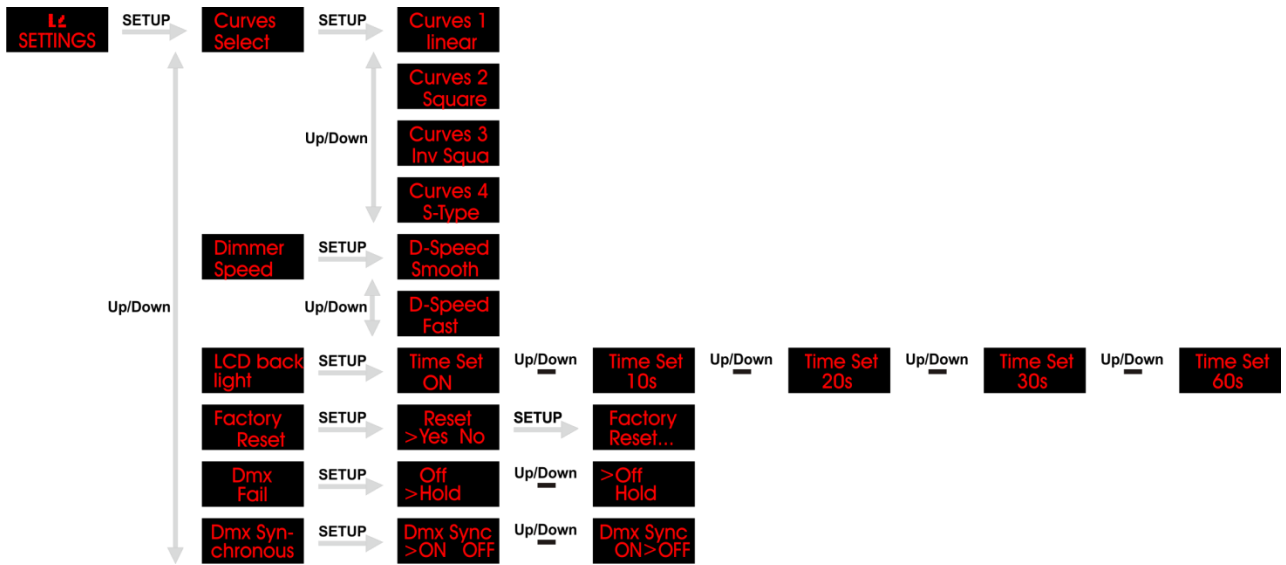 SETTINGS
SETUP
Curves
Select
SETUP
Curves 1
linear
Curves 2
Square
Up/Down
Curves 3
Inv Squa
Curves 4
S-Type
Dimmer
Speed
SETUP
D-Speed
Smooth
Up/Down
Up/Down
D-Speed
Fast
LCD back
light
SETUP
Time Set
ON
Up/Down
Time Set
10s
Up/Down
Time Set
20s
Up/Down
Time Set
30s
Up/Down
Time Set
60s
Factory
Reset
SETUP
Reset
>Yes No
SETUP
Factory
Reset...
Dmx
Fail
SETUP
Off
>Hold
Up/Down
>Off
Hold
Dmx Syn-
chronous
SETUP
Dmx Sync
>ON OFF
Up/Down
Dmx Sync
ON>OFF